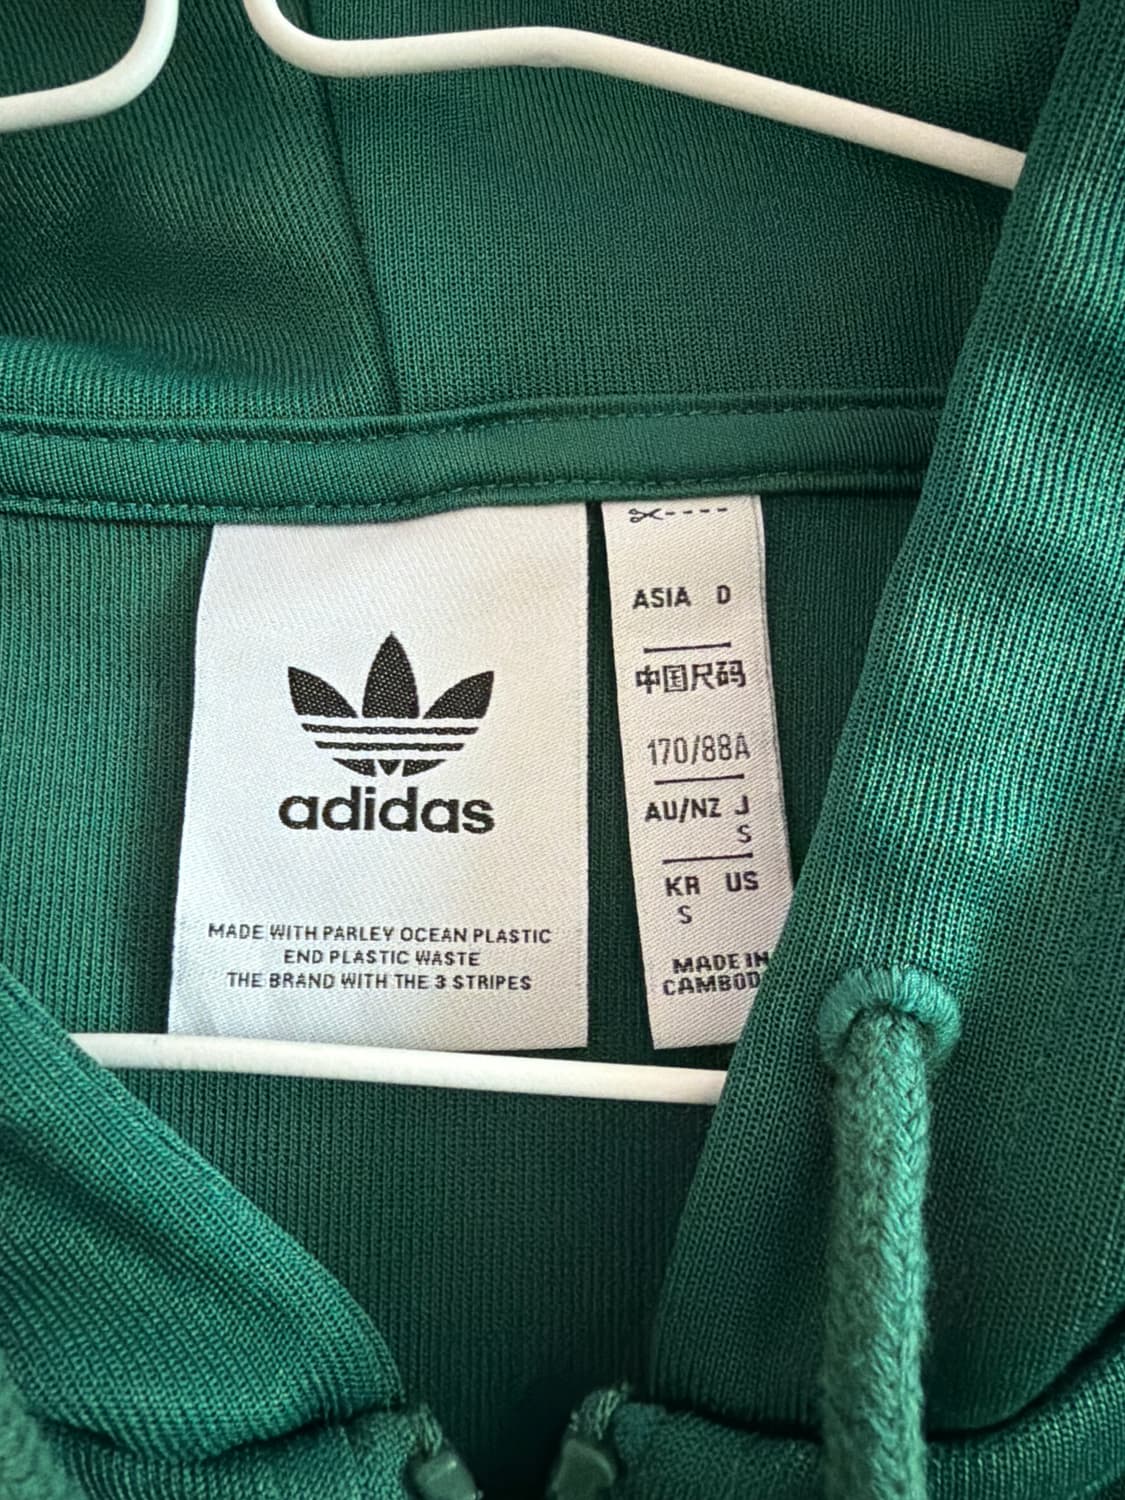 adidas
MADE WITH PARLEY OCEAN PLASTIC
END PLASTIC WASTE
THE BRAND WITH THE 3 STRIPES
ASIA D
中国尺码
170/88A
AU/NZ J
S
KR US
S
MADE IN
CAMBOD